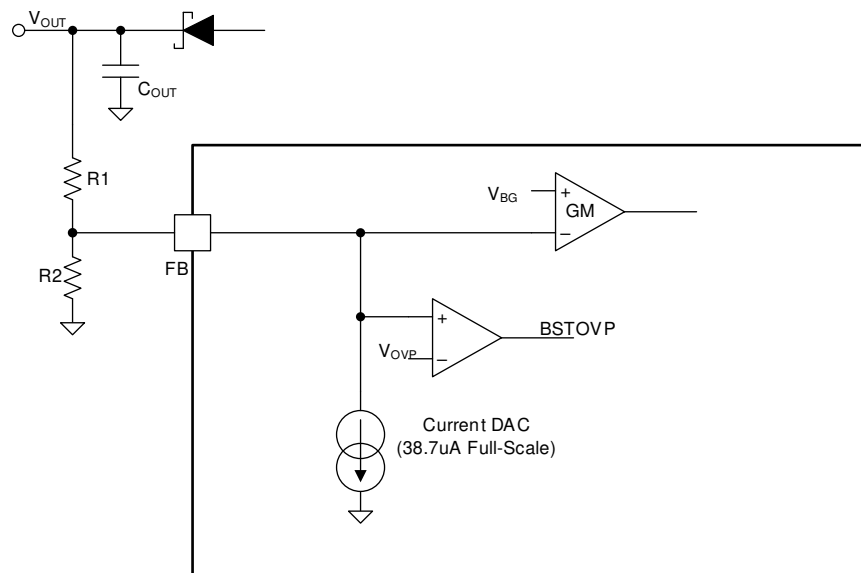 VOUT
COUT
R1
VBG
+
GM
−
FB
R2
+
BSTOVP
VOVP
−
Current DAC
(38.7uA Full-Scale)